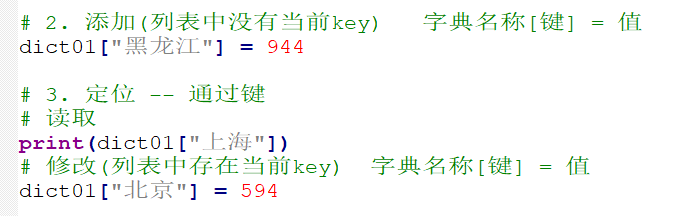 # 2. 添加(列表中没有当前key)   字典名称[键] = 值
dict01["黑龙江"] = 944
# 3. 定位 -- 通过键
# 读取
print(dict01["上海"])
# 修改(列表中存在当前key)  字典名称[键] = 值
dict01["北京"] = 594